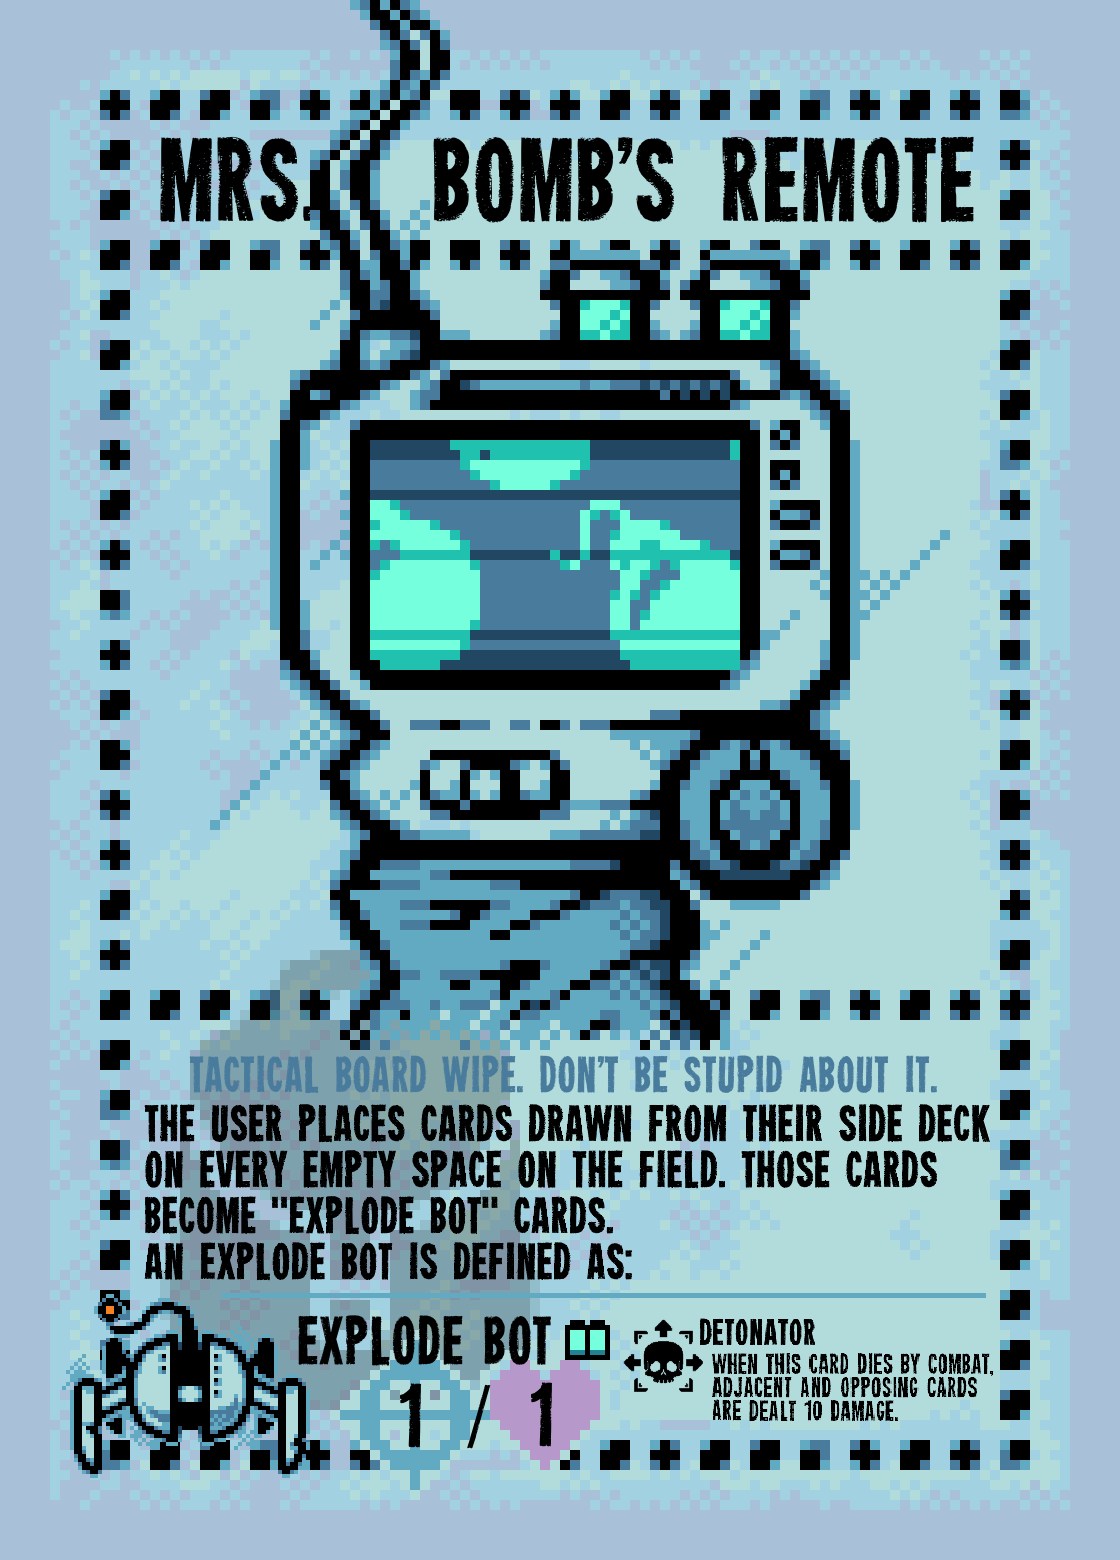 MRS. BOMB'S REMOTE
TACTICAL BOARD WIPE. DON'T BE STUPID ABOUT IT.
THE USER PLACES CARDS DRAWN FROM THEIR SIDE DECK
ON EVERY EMPTY SPACE ON THE FIELD. THOSE CARDS
BECOME "EXPLODE BOT" CARDS.
AN EXPLODE BOT IS DEFINED AS:
EXPLODE BOT
1 / 1
DETONATOR
WHEN THIS CARD DIES BY COMBAT,
ADJACENT AND OPPOSING CARDS
ARE DEALT 10 DAMAGE.